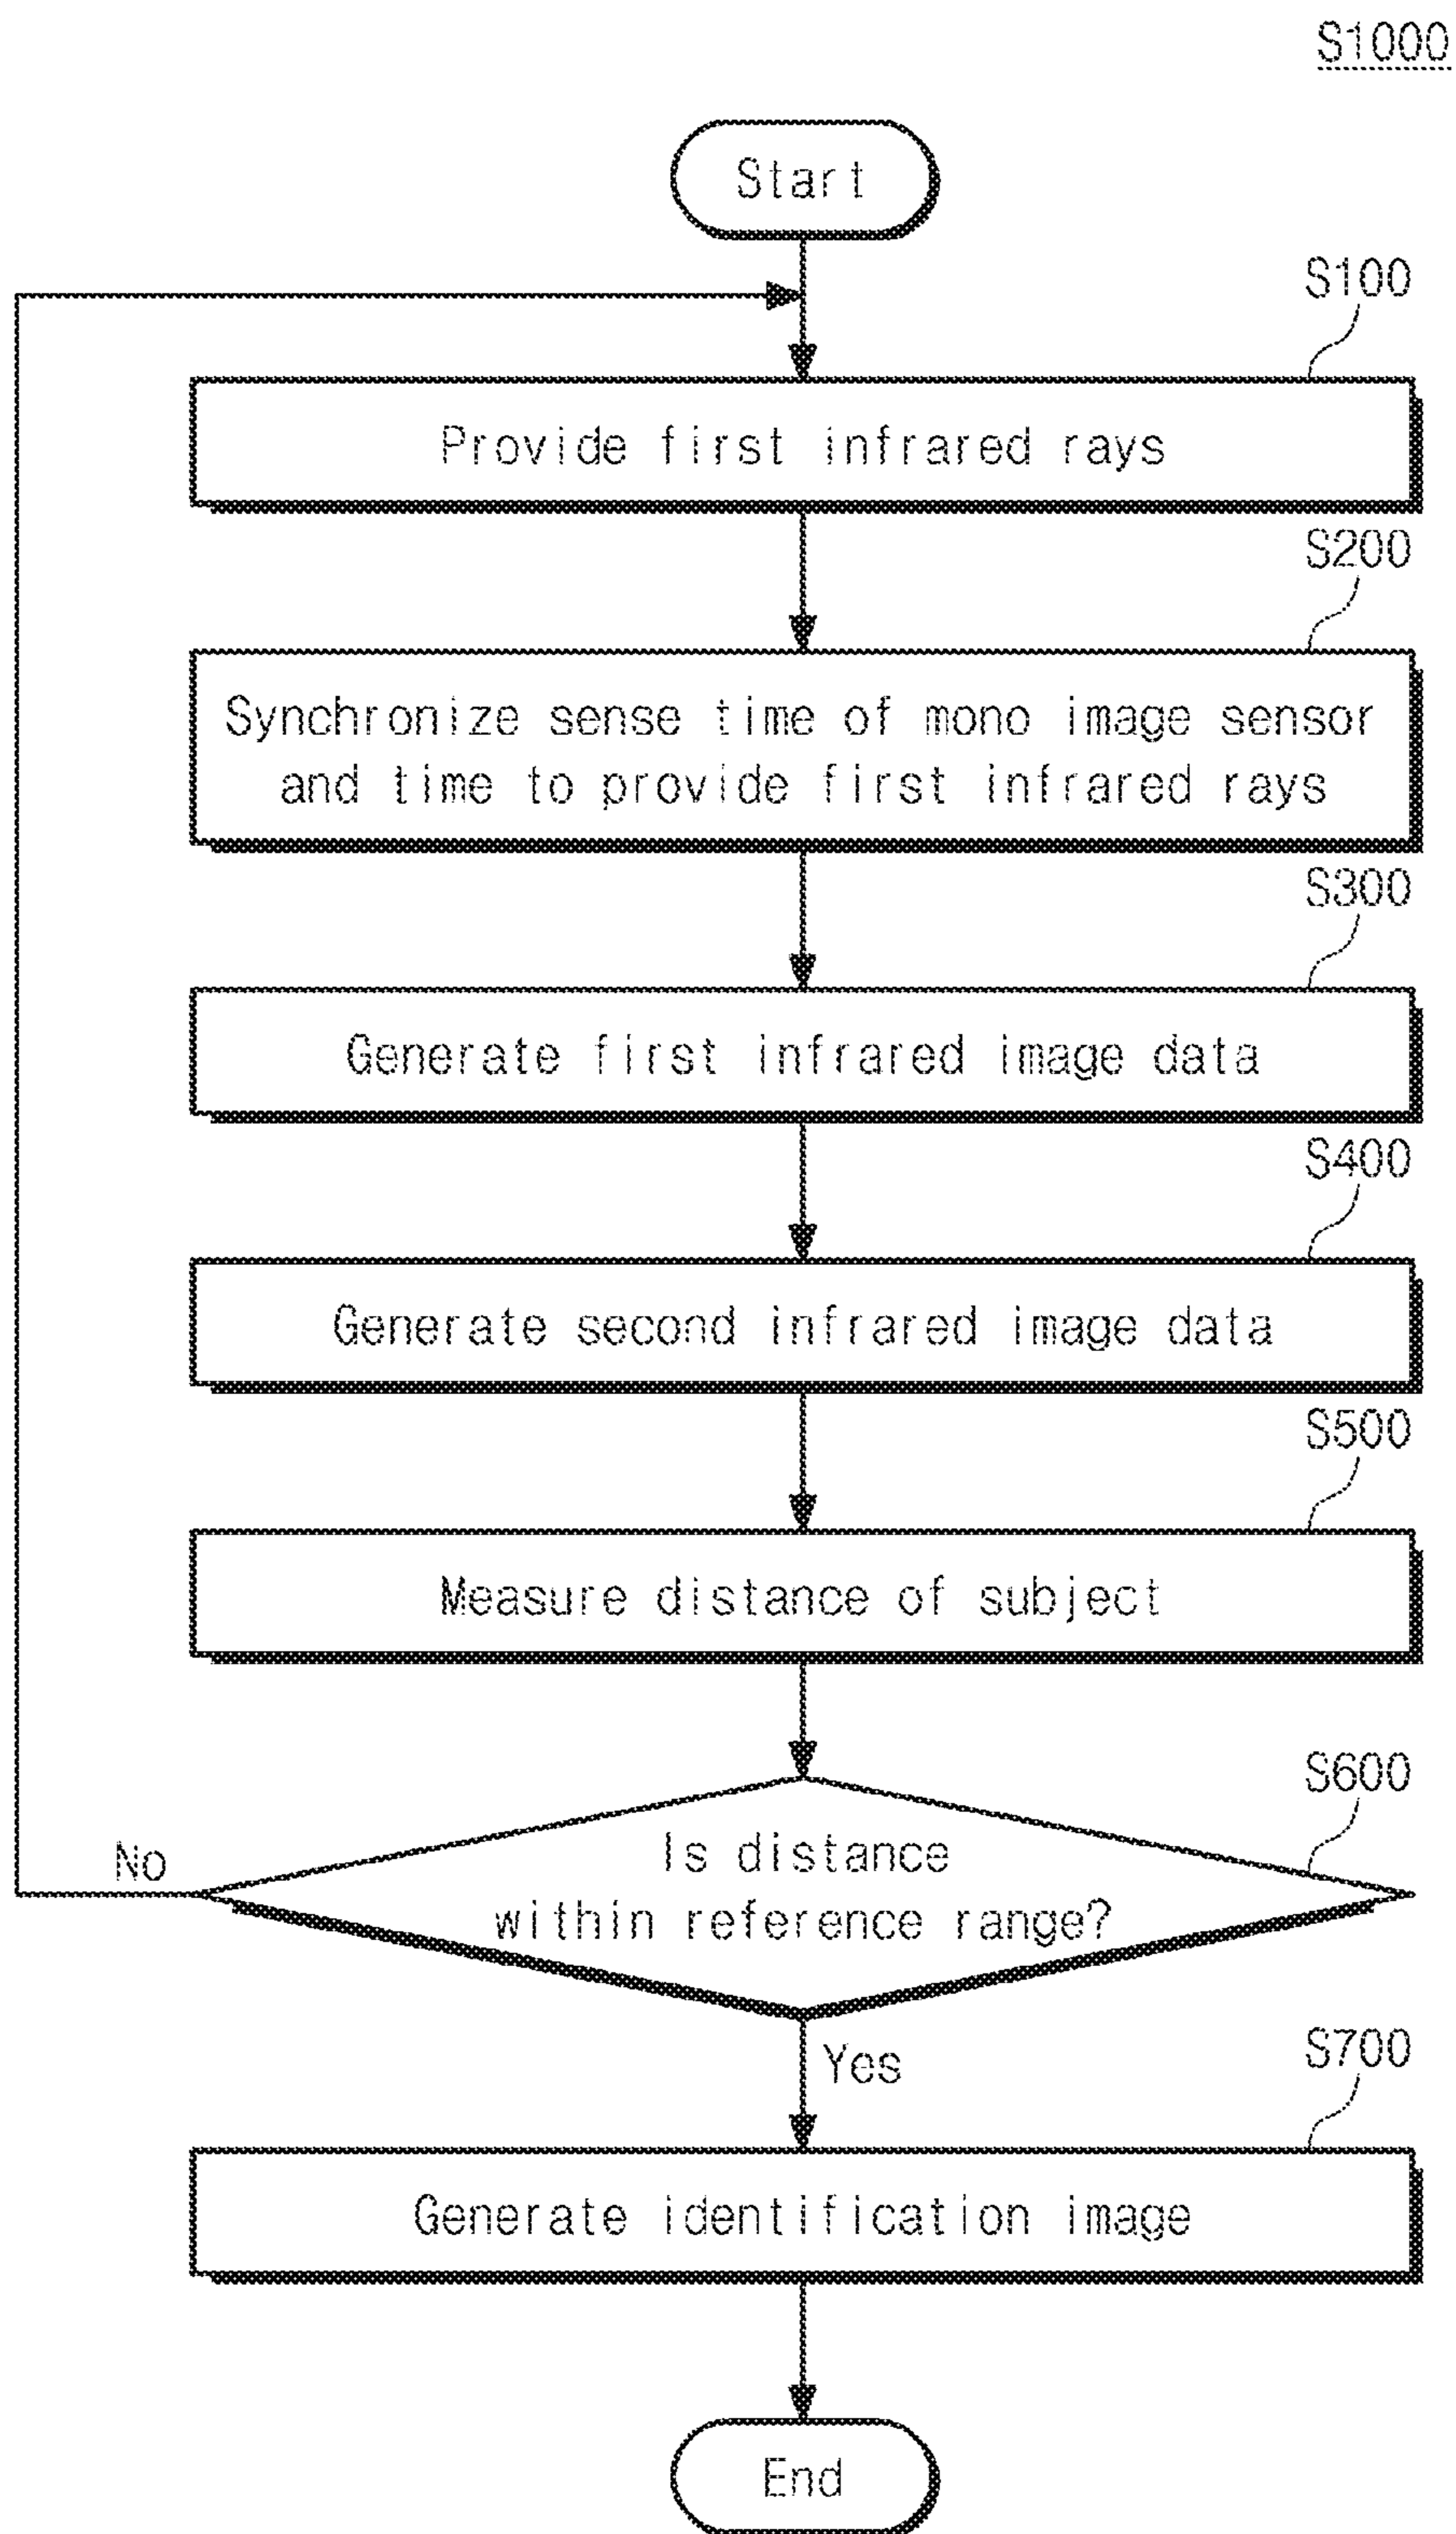 S1000
Start
S100
Provide first infrared rays
S200
Synchronize sense time of mono image sensor
and time to provide first infrared rays
S300
Generate first infrared image data
S400
Generate second infrared image data
S500
Measure distance of subject
S600
Is distance
within reference range?
No
Yes
S700
Generate identification image
End